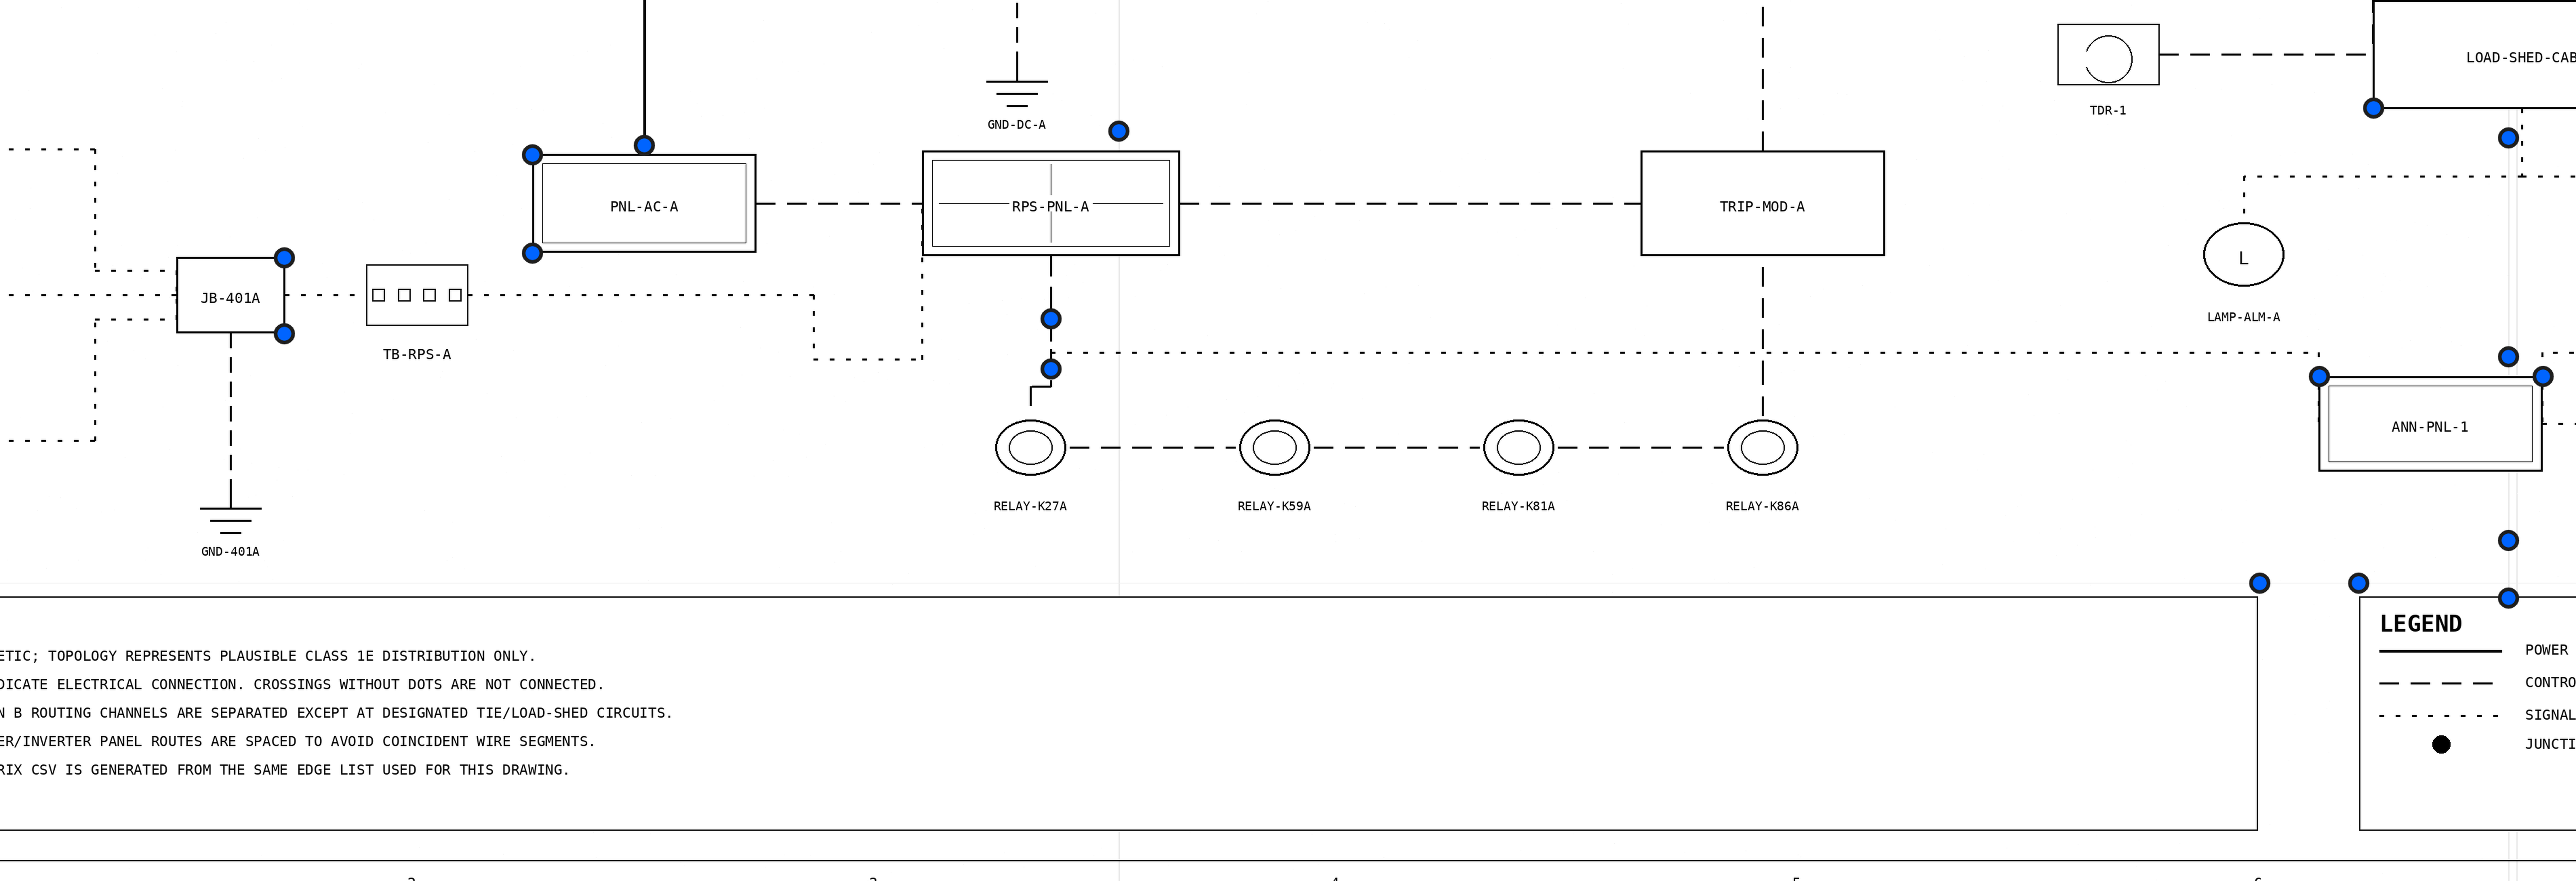 LOAD-SHED-CAB
TDR-1
GND-DC-A
PNL-AC-A
RPS-PNL-A
TRIP-MOD-A
L
JB-401A
LAMP-ALM-A
TB-RPS-A
ANN-PNL-1
RELAY-K27A
RELAY-K59A
RELAY-K81A
RELAY-K86A
GND-401A
ETIC; TOPOLOGY REPRESENTS PLAUSIBLE CLASS 1E DISTRIBUTION ONLY.
DICATE ELECTRICAL CONNECTION. CROSSINGS WITHOUT DOTS ARE NOT CONNECTED.
N B ROUTING CHANNELS ARE SEPARATED EXCEPT AT DESIGNATED TIE/LOAD-SHED CIRCUITS.
ER/INVERTER PANEL ROUTES ARE SPACED TO AVOID COINCIDENT WIRE SEGMENTS.
RIX CSV IS GENERATED FROM THE SAME EDGE LIST USED FOR THIS DRAWING.
LEGEND
POWER
CONTRO
SIGNAL
JUNCTI